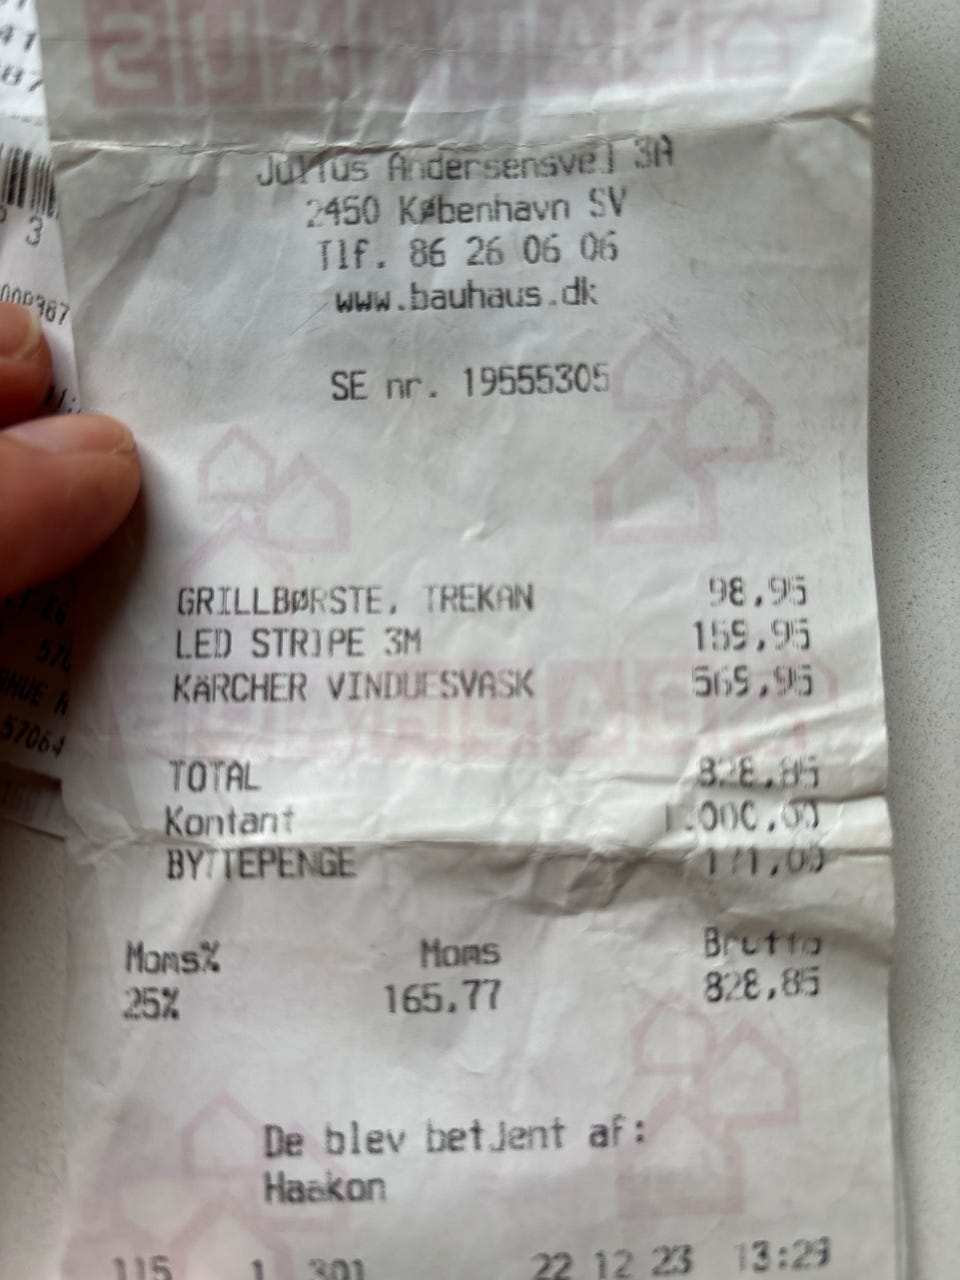 BAUHAUS
Julius Andersensvej 3A
2450 København SV
Tlf. 86 26 06 06
www.bauhaus.dk
SE nr. 19555305
GRILLBØRSTE, TREKAN 98,95
LED STRIPE 3M 159,95
KÄRCHER VINDUESVASK 569,95
BAUHAUS
TOTAL 828,85
Kontant 1.000,00
BYTTEPENGE 171,00
Moms% Moms Brutto
25% 165,77 828,85
De blev betjent af:
Haakon
115 1 301 22 12 23 13:29